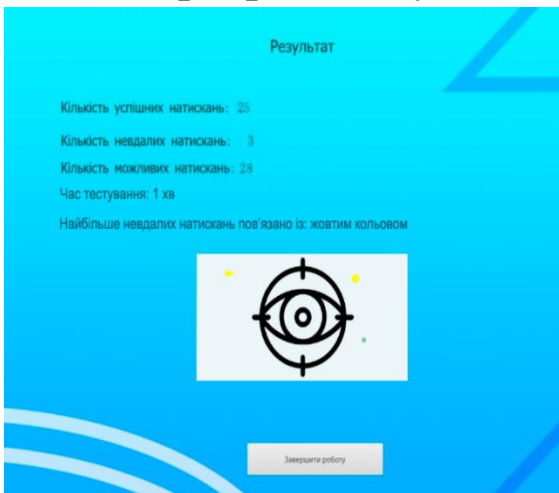 Результат
Кількість успішних натискань: 25
Кількість невдалих натискань: 3
Кількість можливих натискань: 28
Час тестування: 1 хв
Найбільше невдалих натискань пов'язано із: жовтим кольовом
Завершити роботу